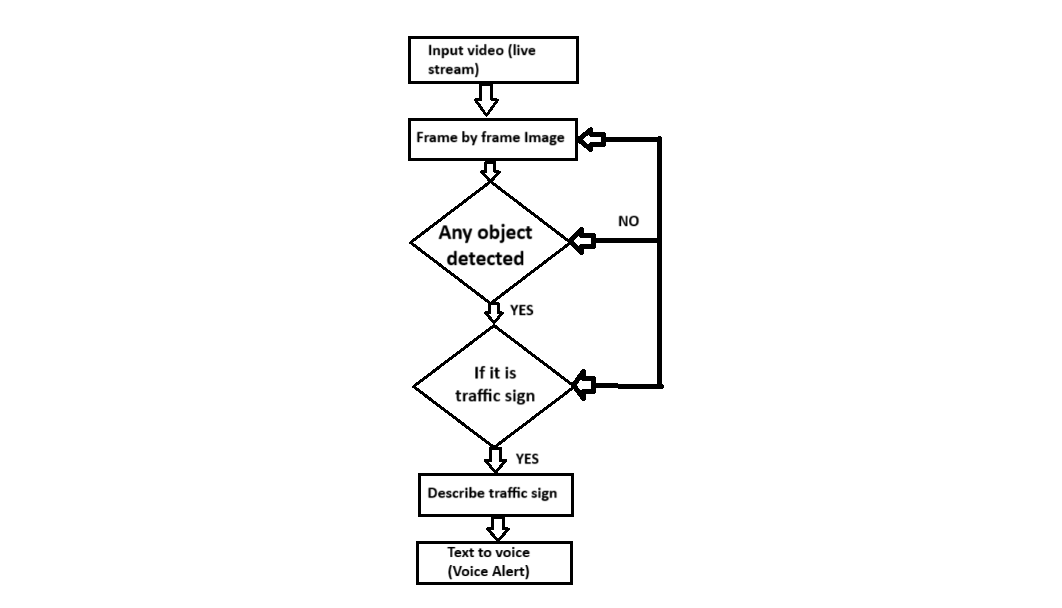 Input video (live
stream)
Frame by frame Image
NO
Any object
detected
YES
If it is
traffic sign
YES
Describe traffic sign
Text to voice
(Voice Alert)